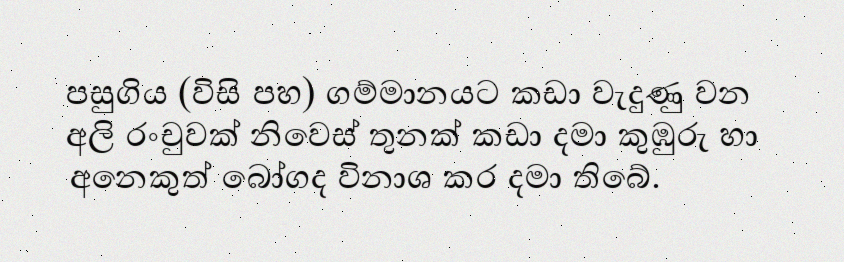 පසුගිය (විසි පහ) ගම්මානයට කඩා වැදුණු වන
අලි රංචුවක් නිවෙස් තුනක් කඩා දමා කුඹුරු හා
අනෙකුත් බෝගද විනාශ කර දමා තිබේ.